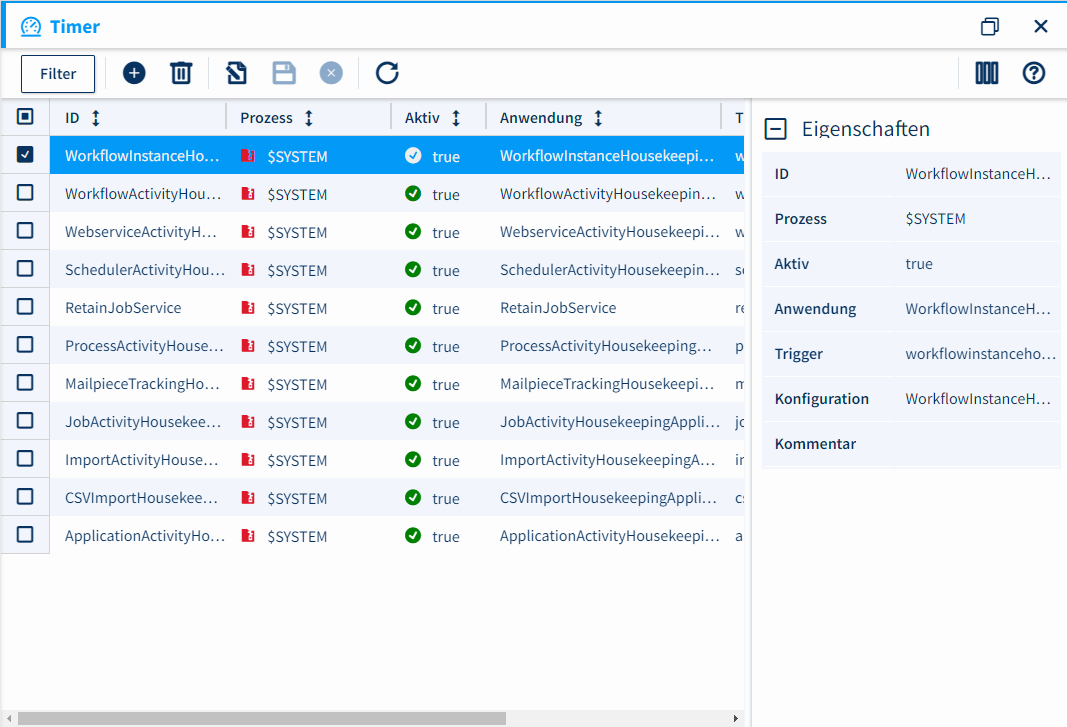 Timer
Filter
ID Prozess Aktiv Anwendung T
WorkflowInstanceHo… $SYSTEM true WorkflowInstanceHousekeepi… w
WorkflowActivityHou… $SYSTEM true WorkflowActivityHousekeepin… w
WebserviceActivityH… $SYSTEM true WebserviceActivityHousekeepi… w
SchedulerActivityHou… $SYSTEM true SchedulerActivityHousekeepin… sc
RetainJobService $SYSTEM true RetainJobService re
ProcessActivityHouse… $SYSTEM true ProcessActivityHousekeeping… p
MailpieceTrackingHo… $SYSTEM true MailpieceTrackingHousekeepi… m
JobActivityHousekee… $SYSTEM true JobActivityHousekeepingAppli… jo
ImportActivityHouse… $SYSTEM true ImportActivityHousekeepingA… in
CSVImportHousekee… $SYSTEM true CSVImportHousekeepingAppli… cs
ApplicationActivityHo… $SYSTEM true ApplicationActivityHousekeepi… a
Eigenschaften
ID WorkflowInstanceH…
Prozess $SYSTEM
Aktiv true
Anwendung WorkflowInstanceH…
Trigger workflowinstanceho…
Konfiguration WorkflowInstanceH…
Kommentar